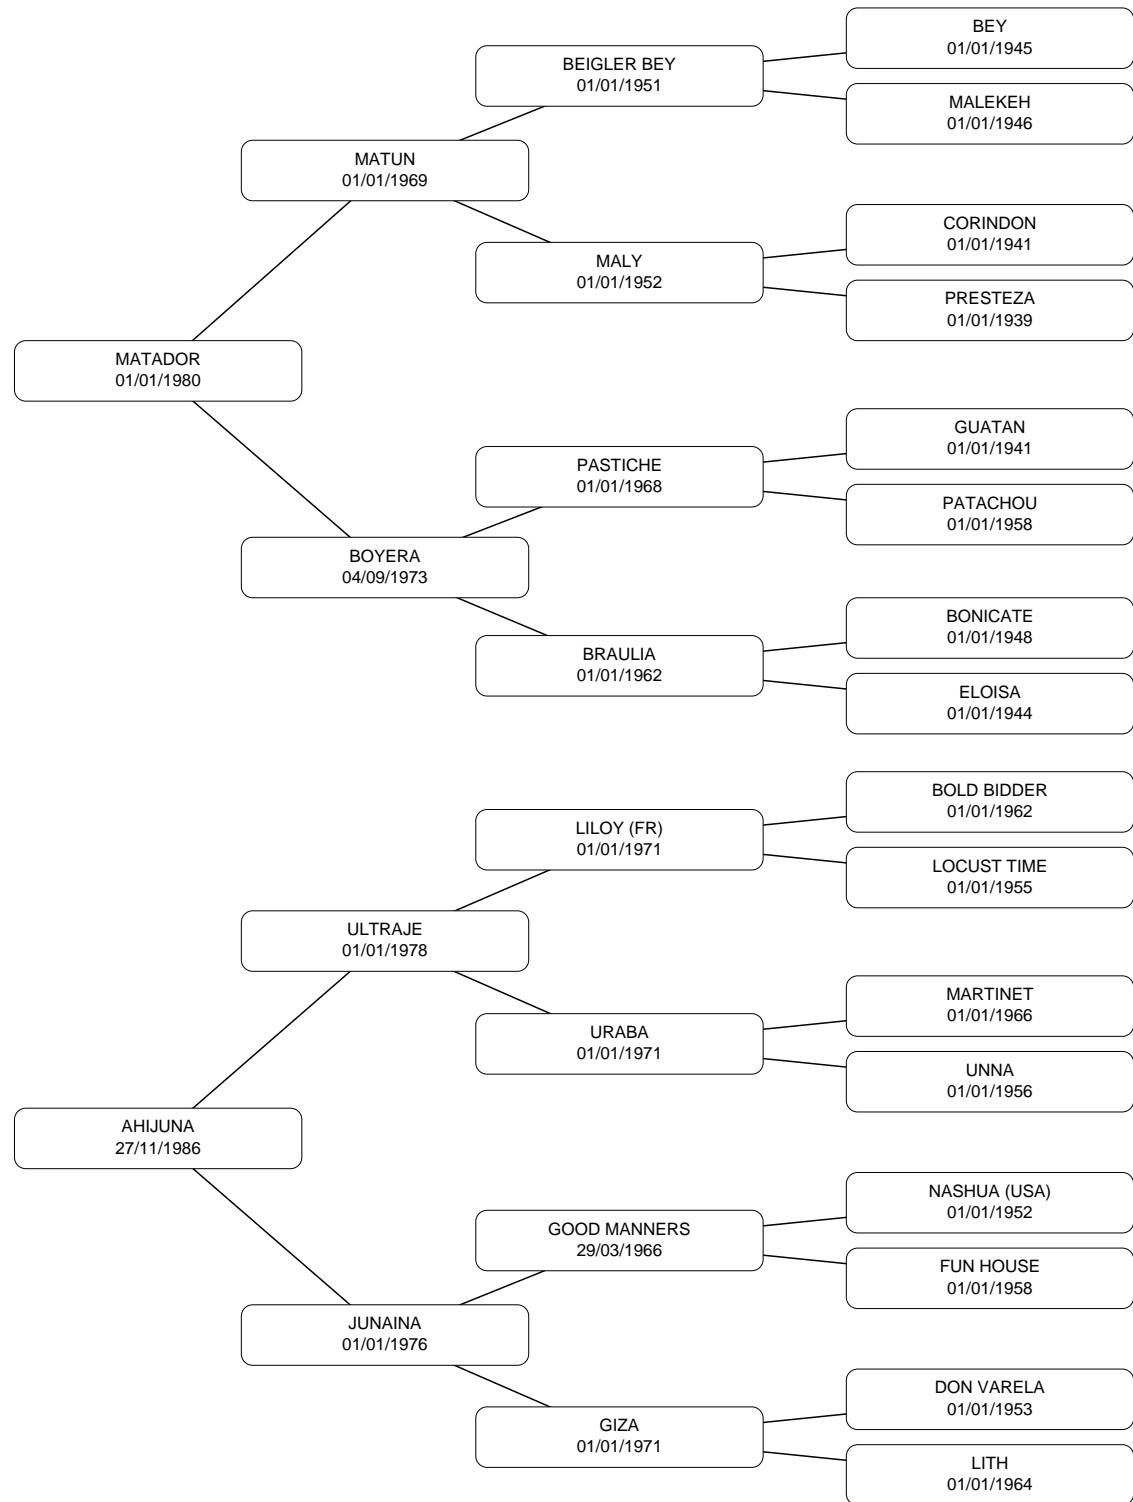 BEY
01/01/1945
BEIGLER BEY
01/01/1951
MALEKEH
01/01/1946
MATUN
01/01/1969
CORINDON
01/01/1941
MALY
01/01/1952
PRESTEZA
01/01/1939
MATADOR
01/01/1980
GUATAN
01/01/1941
PASTICHE
01/01/1968
PATACHOU
01/01/1958
BOYERA
04/09/1973
BONICATE
01/01/1948
BRAULIA
01/01/1962
ELOISA
01/01/1944
BOLD BIDDER
01/01/1962
LILOY (FR)
01/01/1971
LOCUST TIME
01/01/1955
ULTRAJE
01/01/1978
MARTINET
01/01/1966
URABA
01/01/1971
UNNA
01/01/1956
AHIJUNA
27/11/1986
NASHUA (USA)
01/01/1952
GOOD MANNERS
29/03/1966
FUN HOUSE
01/01/1958
JUNAINA
01/01/1976
DON VARELA
01/01/1953
GIZA
01/01/1971
LITH
01/01/1964